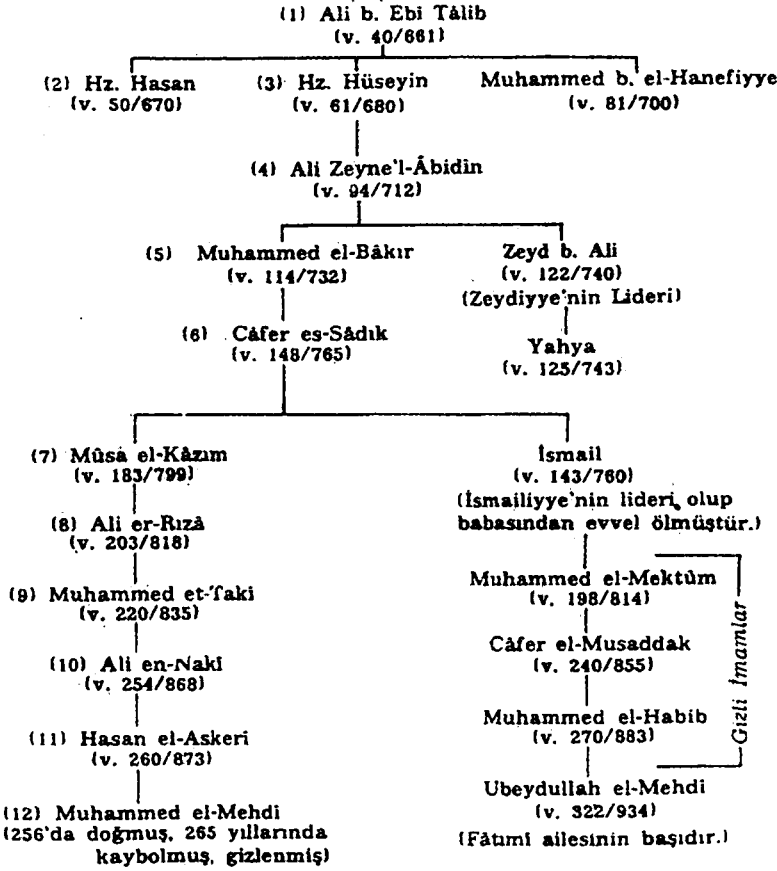 (1) Ali b. Ebi Tâlib
(v. 40/661)
(2) Hz. Hasan
(v. 50/670)
(3) Hz. Hüseyin
(v. 61/680)
Muhammed b. el-Hanefiyye
(v. 81/700)
(4) Ali Zeyne'l-Âbidin
(v. 94/712)
(5) Muhammed el-Bâkır
(v. 114/732)
Zeyd b. Ali
(v. 122/740)
(Zeydiyye'nin Lideri)
(6) Câfer es-Sâdık
(v. 148/765)
Yahya
(v. 125/743)
(7) Mûsâ el-Kâzım
(v. 183/799)
İsmail
(v. 143/760)
(İsmailiyye'nin lideri olup
babasından evvel ölmüştür.)
(8) Ali er-Rızâ
(v. 203/818)
(9) Muhammed et-Taki
(v. 220/835)
(10) Ali en-Naki
(v. 254/868)
(11) Hasan el-Askeri
(v. 260/873)
(12) Muhammed el-Mehdi
(256'da doğmuş, 265 yıllarında
kaybolmuş, gizlenmiş)
Muhammed el-Mektûm
(v. 198/814)
Câfer el-Musaddak
(v. 240/855)
Muhammed el-Habib
(v. 270/883)
Gizli İmamlar
Ubeydullah el-Mehdi
(v. 322/934)
(Fâtımî ailesinin başıdır.)